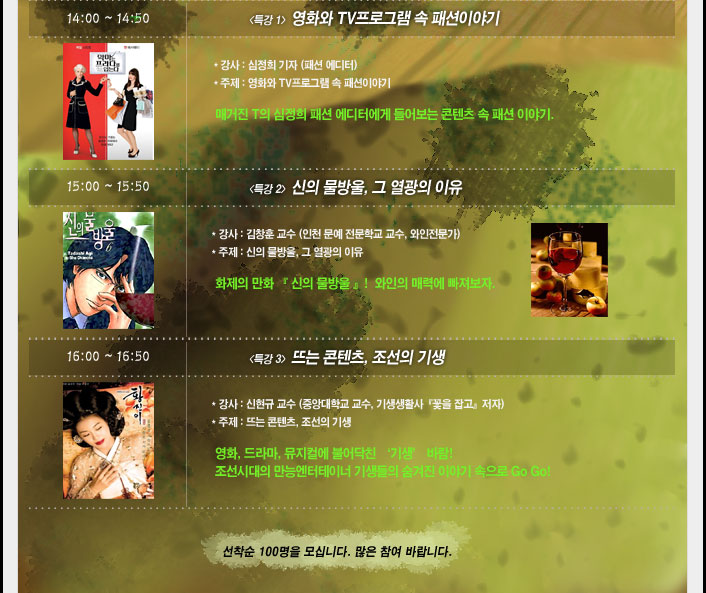 14:00 ~ 14:50
<특강 1> 영화와 TV프로그램 속 패션이야기
* 강사 : 심정희 기자 (패션 에디터)
* 주제 : 영화와 TV프로그램 속 패션이야기
매거진 T의 심정희 패션 에디터에게 들어보는 콘텐츠 속 패션 이야기.
악마는
프라다를
입는다
15:00 ~ 15:50
<특강 2> 신의 물방울, 그 열광의 이유
신의 물
방울
6
Tadashi Agi
* 강사 : 김창훈 교수 (인천 문예 전문학교 교수, 와인전문가)
* 주제 : 신의 물방울, 그 열광의 이유
화제의 만화 『 신의 물방울 』! 와인의 매력에 빠져보자.
16:00 ~ 16:50
<특강 3> 뜨는 콘텐츠, 조선의 기생
황진이
* 강사 : 신현규 교수 (중앙대학교 교수, 기생생활사 『꽃을 잡고』 저자)
* 주제 : 뜨는 콘텐츠, 조선의 기생
영화, 드라마, 뮤지컬에 불어닥친 '기생' 바람!
조선시대의 만능엔터테이너 기생들의 숨겨진 이야기 속으로 Go Go!
선착순 100명을 모십니다. 많은 참여 바랍니다.